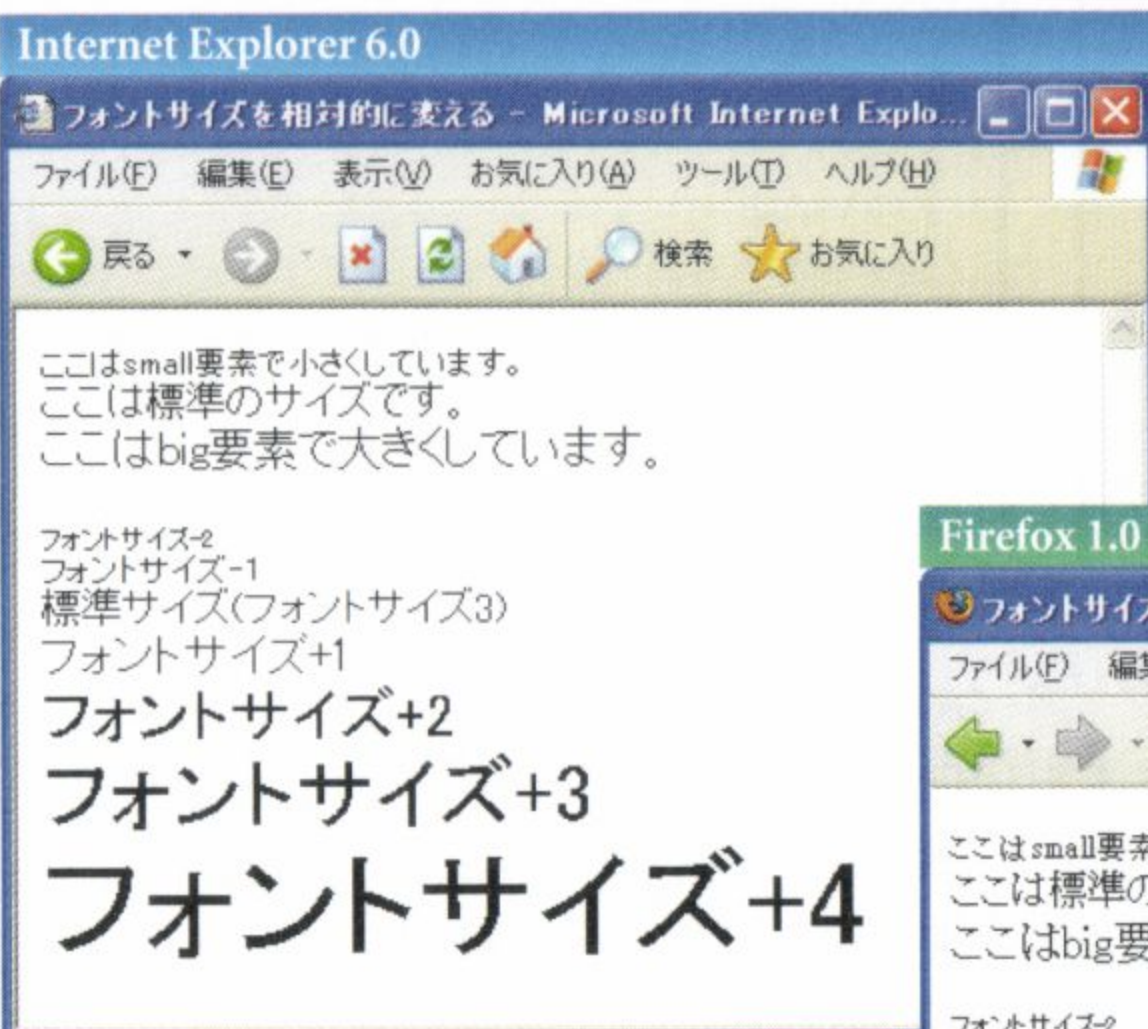 Internet Explorer 6.0
フォントサイズを相対的に変える - Microsoft Internet Explo...
ファイル(F) 編集(E) 表示(V) お気に入り(A) ツール(T) ヘルプ(H)
戻る 検索 お気に入り
ここはsmall要素で小さくしています。
ここは標準のサイズです。
ここはbig要素で大きくしています。
フォントサイズ-2
フォントサイズ-1
標準サイズ(フォントサイズ3)
フォントサイズ+1
フォントサイズ+2
フォントサイズ+3
フォントサイズ+4
Firefox 1.0
フォントサイズ
ファイル(F) 編集
ここはsmall要素
ここは標準の
ここはbig要
フォントサイズ-2